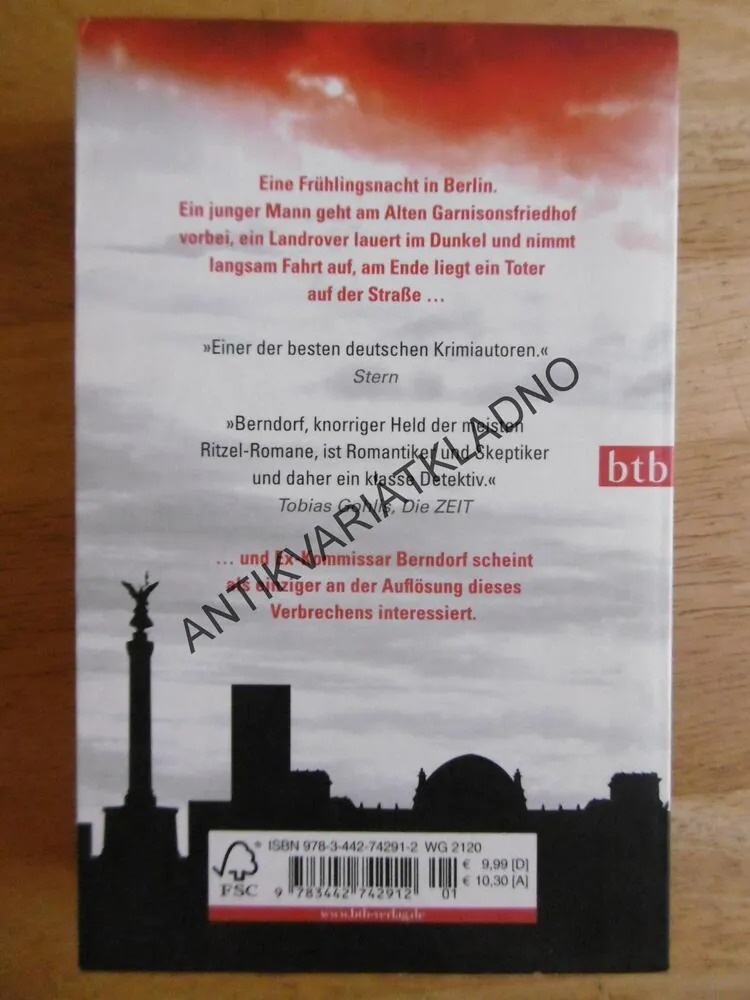 Eine Frühlingsnacht in Berlin.
Ein junger Mann geht am Alten Garnisonsfriedhof
vorbei, ein Landrover lauert im Dunkel und nimmt
langsam Fahrt auf, am Ende liegt ein Toter
auf der Straße ...
»Einer der besten deutschen Krimiautoren.«
Stern
»Berndorf, knorriger Held der meisten
Ritzel-Romane, ist Romantiker und Skeptiker
und daher ein klasse Detektiv.«
Tobias Gohlis, Die ZEIT
btb
... und Ex-Kommissar Berndorf scheint
als einziger an der Auflösung dieses
Verbrechens interessiert.
ANTIKVARIATKLADNO
® ISBN 978-3-442-74291-2 WG 2120
€ 9,99 [D]
€ 10,30 [A]
FSC
9 783442 742912 01
www.btb-verlag.de